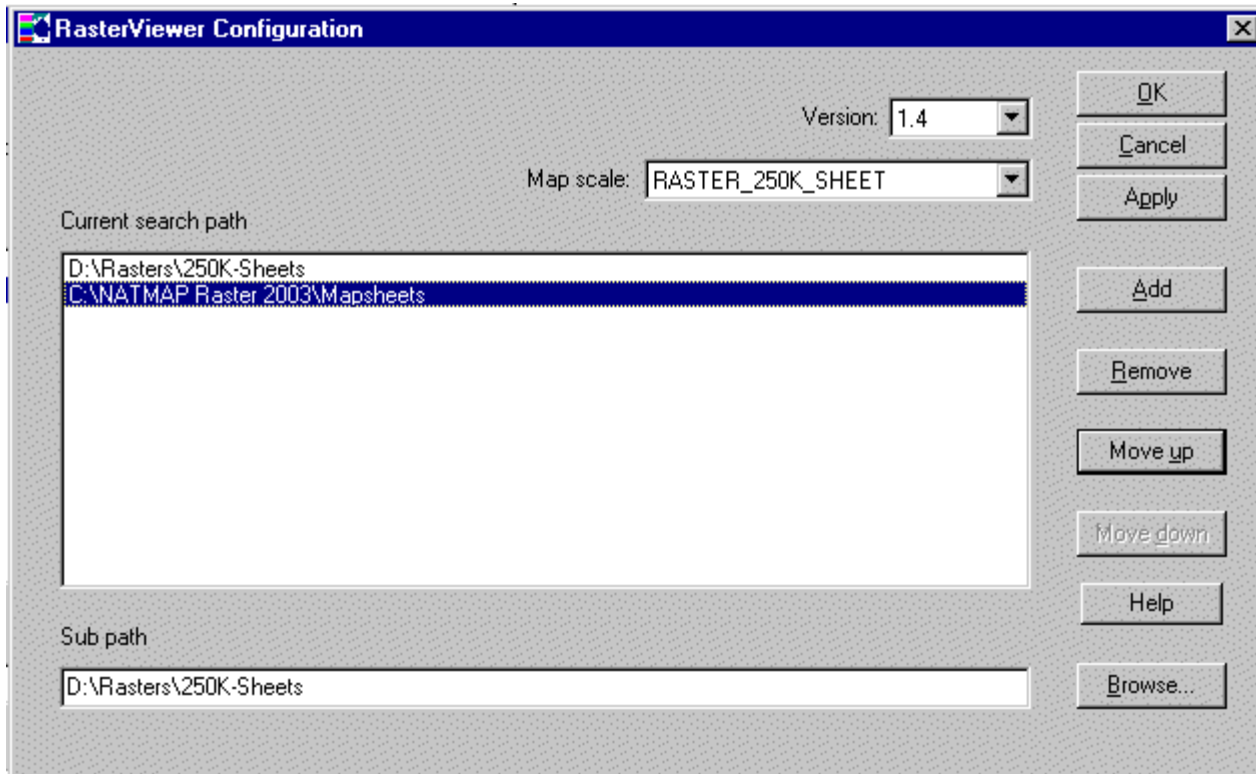 RasterViewer Configuration
Version: 1.4
Map scale: RASTER_250K_SHEET
Current search path
D:\Rasters\250K-Sheets
C:\NATMAP Raster 2003\Mapsheets
Sub path
D:\Rasters\250K-Sheets
OK
Cancel
Apply
Add
Remove
Move up
Move down
Help
Browse...